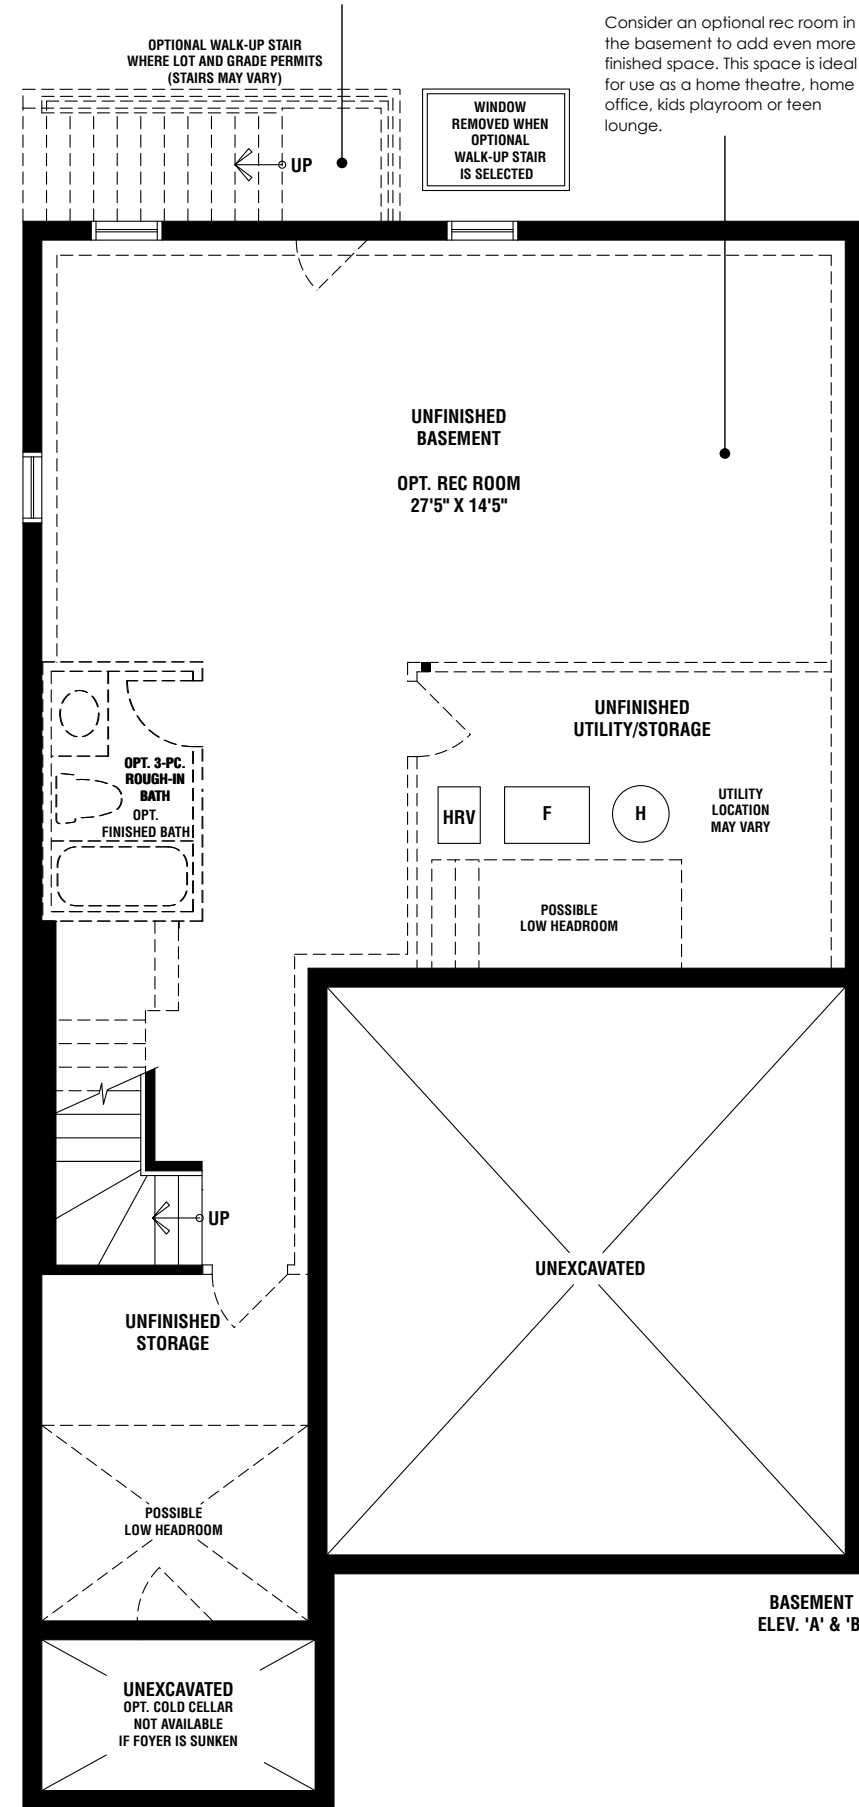 Consider an optional rec room in
the basement to add even more
finished space. This space is ideal
for use as a home theatre, home
office, kids playroom or teen
lounge.
OPTIONAL WALK-UP STAIR
WHERE LOT AND GRADE PERMITS
(STAIRS MAY VARY)
WINDOW
REMOVED WHEN
OPTIONAL
WALK-UP STAIR
IS SELECTED
UP
UNFINISHED
BASEMENT
OPT. REC ROOM
27'5" X 14'5"
UNFINISHED
UTILITY/STORAGE
OPT. 3-PC.
ROUGH-IN
BATH
OPT.
FINISHED BATH
HRV
F
H
UTILITY
LOCATION
MAY VARY
POSSIBLE
LOW HEADROOM
UP
UNEXCAVATED
UNFINISHED
STORAGE
POSSIBLE
LOW HEADROOM
BASEMENT
ELEV. 'A' & 'B
UNEXCAVATED
OPT. COLD CELLAR
NOT AVAILABLE
IF FOYER IS SUNKEN